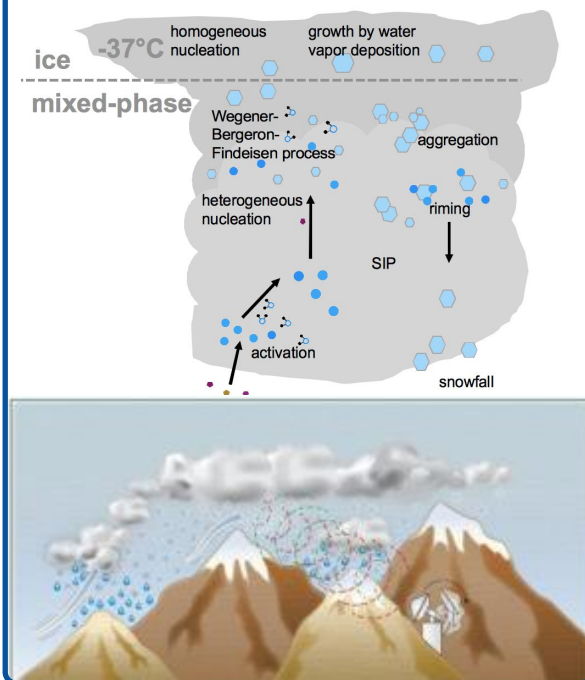 homogeneous
nucleation
growth by water
vapor deposition
-37°C
ice
mixed-phase
Wegener-
Bergeron-
Findeisen process
aggregation
heterogeneous
nucleation
riming
SIP
activation
snowfall